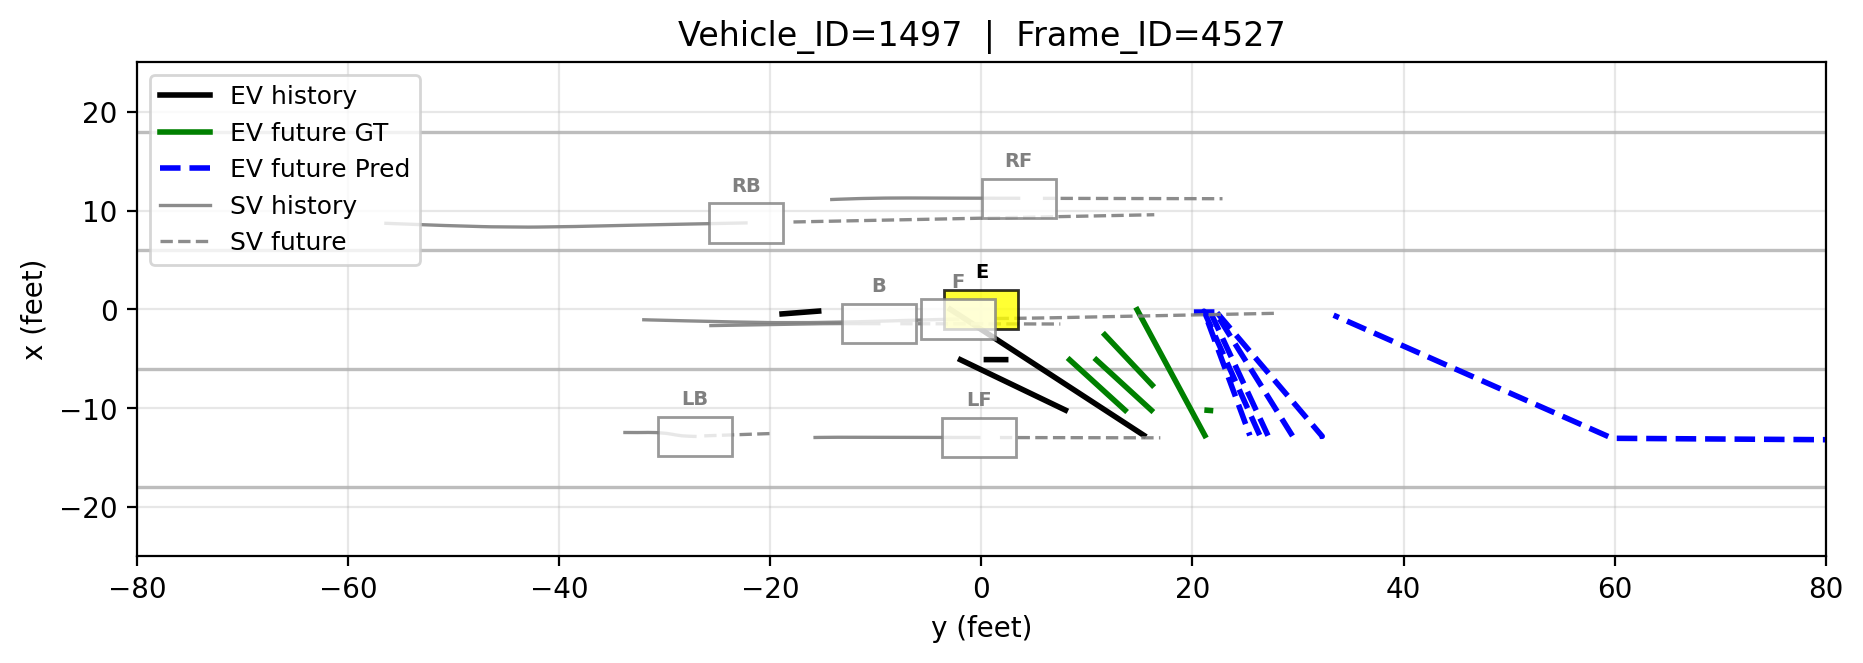 Vehicle_ID=1497 | Frame_ID=4527
EV history
EV future GT
EV future Pred
SV history
SV future
RF
RB
E
F
B
LB
LF
20
10
0
−10
−20
x (feet)
−80
−60
−40
−20
0
20
40
60
80
y (feet)